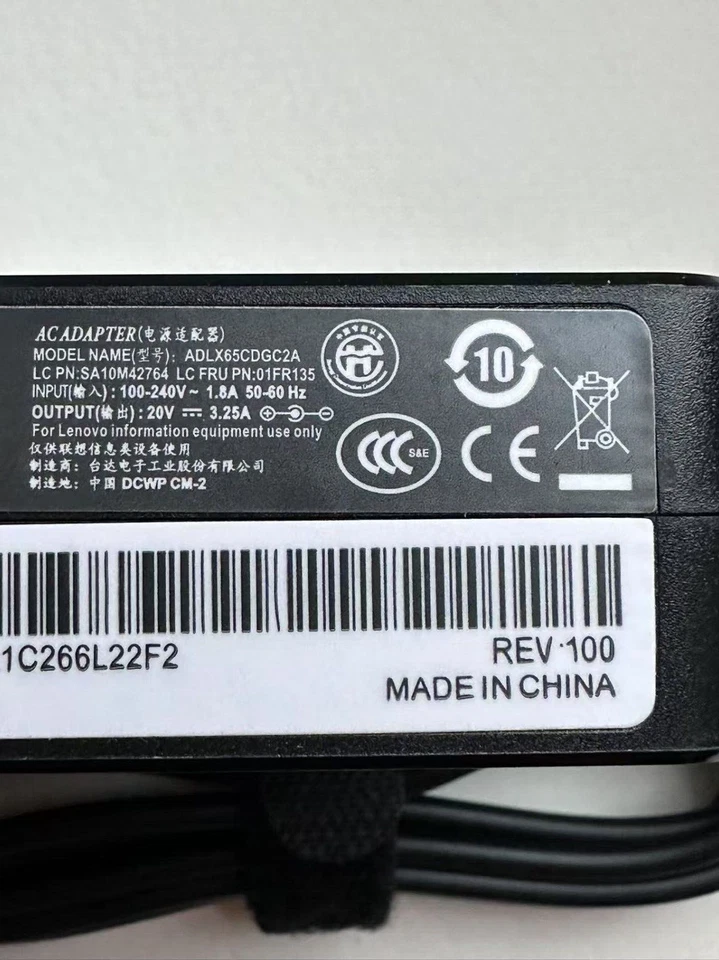 AC ADAPTER(电源适配器)
MODEL NAME(型号): ADLX65CDGC2A
LC PN:SA10M42764 LC FRU PN:01FR135
INPUT(输入):100-240V~ 1.8A 50-60 Hz
OUTPUT(输出):20V ⎓ 3.25A
For Lenovo information equipment use only
仅供联想信息类设备使用
制造商: 台达电子工业股份有限公司
制造地: 中国 DCWP CM-2
10
CCC S&E
CE
1C266L22F2
REV:100
MADE IN CHINA